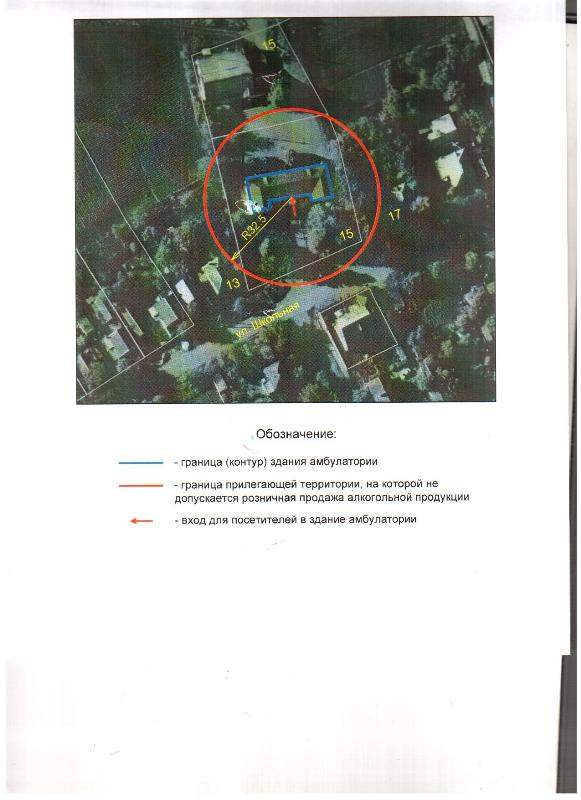 15
R32.5
15
17
13
ул. Школьная
Обозначение:
- граница (контур) здания амбулатории
- граница прилегающей территории, на которой не
допускается розничная продажа алкогольной продукции
- вход для посетителей в здание амбулатории